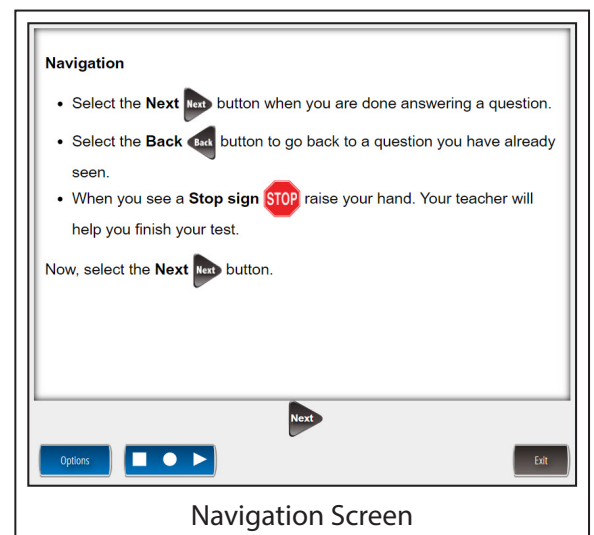 Navigation
• Select the Next Next button when you are done answering a question.
• Select the Back Back button to go back to a question you have already
seen.
• When you see a Stop sign STOP raise your hand. Your teacher will
help you finish your test.
Now, select the Next Next button.
Next
Options
Exit
Navigation Screen